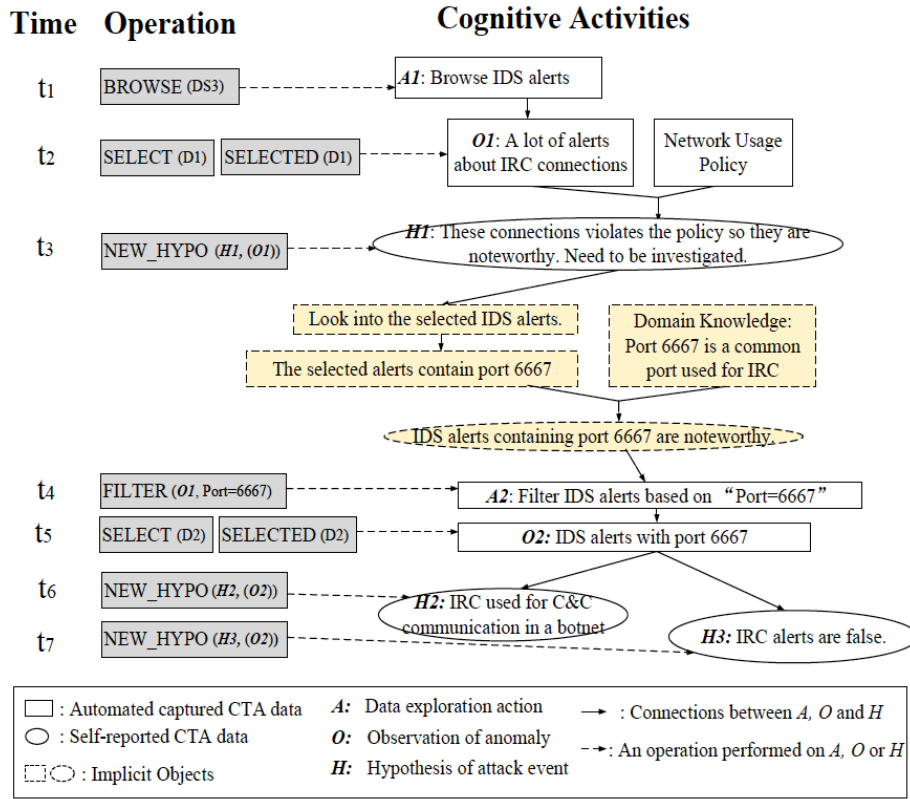 Time Operation Cognitive Activities
t1 BROWSE (DS3) A1: Browse IDS alerts
t2 SELECT (D1) SELECTED (D1) O1: A lot of alerts
about IRC connections
Network Usage
Policy
t3 NEW_HYPO (H1, (O1)) H1: These connections violates the policy so they are
noteworthy. Need to be investigated.
Look into the selected IDS alerts.
The selected alerts contain port 6667
Domain Knowledge:
Port 6667 is a common
port used for IRC
IDS alerts containing port 6667 are noteworthy.
t4 FILTER (O1, Port=6667) A2: Filter IDS alerts based on “Port=6667”
t5 SELECT (D2) SELECTED (D2) O2: IDS alerts with port 6667
t6 NEW_HYPO (H2, (O2)) H2: IRC used for C&C
communication in a botnet
t7 NEW_HYPO (H3, (O2)) H3: IRC alerts are false.
: Automated captured CTA data
: Self-reported CTA data
: Implicit Objects
A: Data exploration action
O: Observation of anomaly
H: Hypothesis of attack event
: Connections between A, O and H
: An operation performed on A, O or H